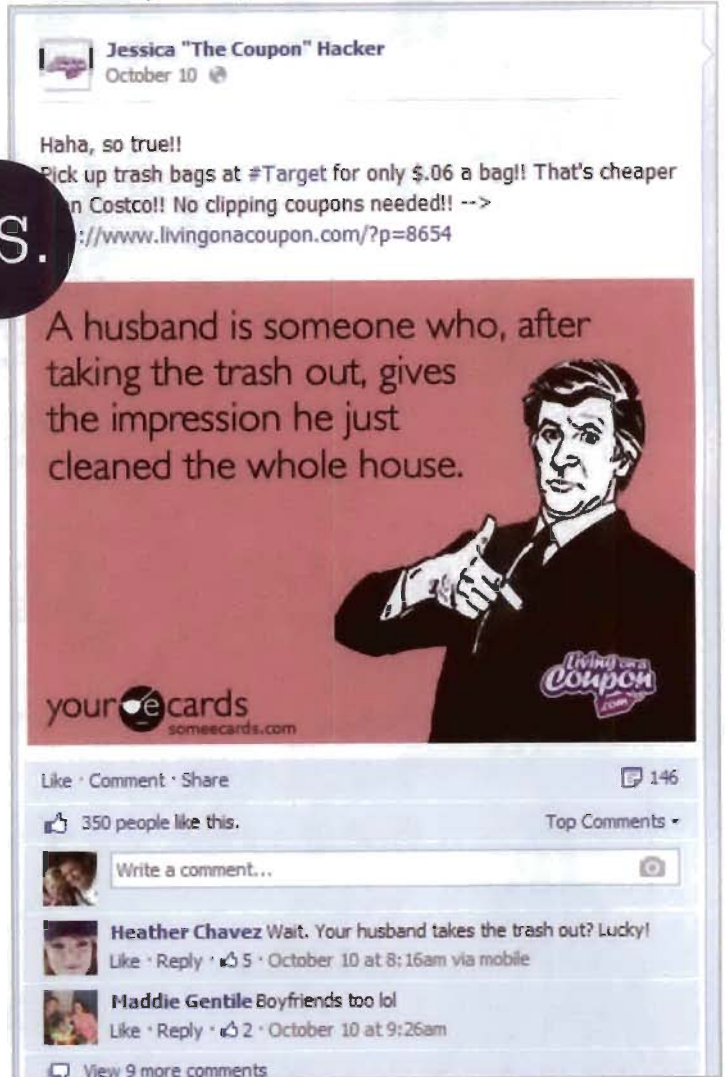 Jessica "The Coupon" Hacker
October 10
Haha, so true!!
Pick up trash bags at #Target for only $.06 a bag!! That's cheaper
n Costco!! No clipping coupons needed!! -->
://www.livingonacoupon.com/?p=8654
S.
A husband is someone who, after
taking the trash out, gives
the impression he just
cleaned the whole house.
Living on a
Coupon
.com
your e cards
someecards.com
Like · Comment · Share
146
350 people like this.
Top Comments
Write a comment...
Heather Chavez Wait. Your husband takes the trash out? Lucky!
Like · Reply · 5 · October 10 at 8:16am via mobile
Maddie Gentile Boyfriends too lol
Like · Reply · 2 · October 10 at 9:26am
View 9 more comments